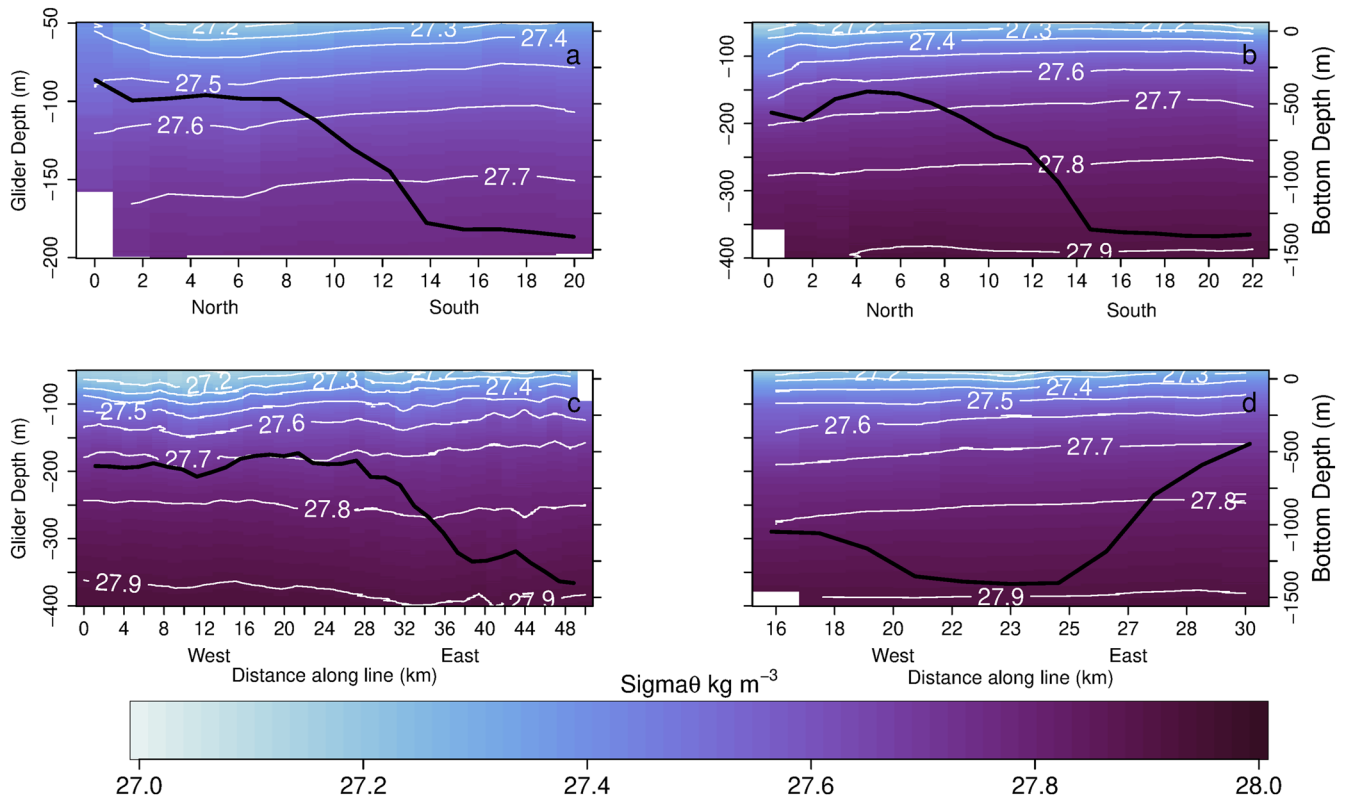 27.2 27.3 27.4
a
27.5
27.6
27.7
−50
−100
−150
−200
Glider Depth (m)
0 2 4 6 8 10 12 14 16 18 20
North South
27.2 27.3 27.2
27.4
b
27.6
27.7
27.8
27.9
−100
−200
−300
−400
0
−500
−1000
−1500
Bottom Depth (m)
0 2 4 6 8 10 12 14 16 18 20 22
North South
27.2 27.3 27.2 27.4
c
27.5
27.6
27.7
27.8
27.9 27.9
−100
−200
−300
−400
Glider Depth (m)
0 4 8 12 16 20 24 28 32 36 40 44 48
West East
Distance along line (km)
27.2 27.3
27.4
27.5
d
27.6
27.7
27.8
27.9
0
−500
−1000
−1500
Bottom Depth (m)
16 18 19 20 22 23 25 27 28 30
West East
Distance along line (km)
Sigmaθ kg m⁻³
27.0 27.2 27.4 27.6 27.8 28.0